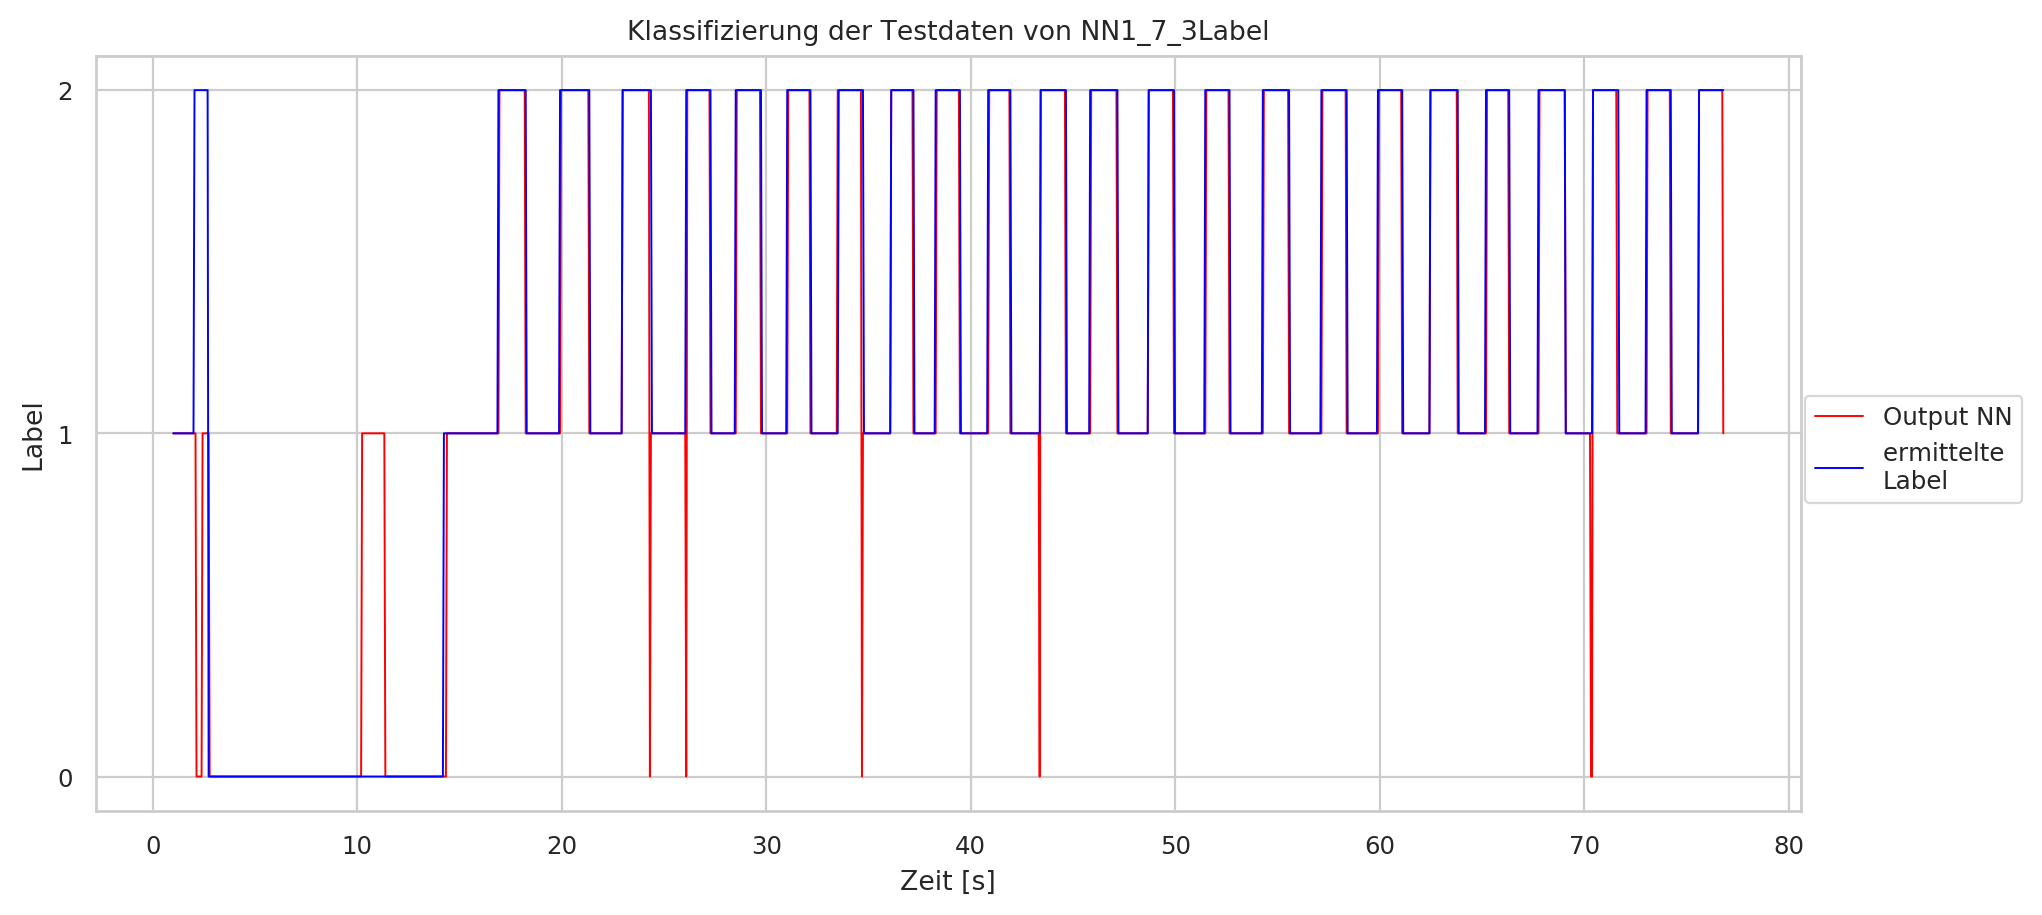 Klassifizierung der Testdaten von NN1_7_3Label
2
1
0
Label
Output NN
ermittelte
Label
0 10 20 30 40 50 60 70 80
Zeit [s]